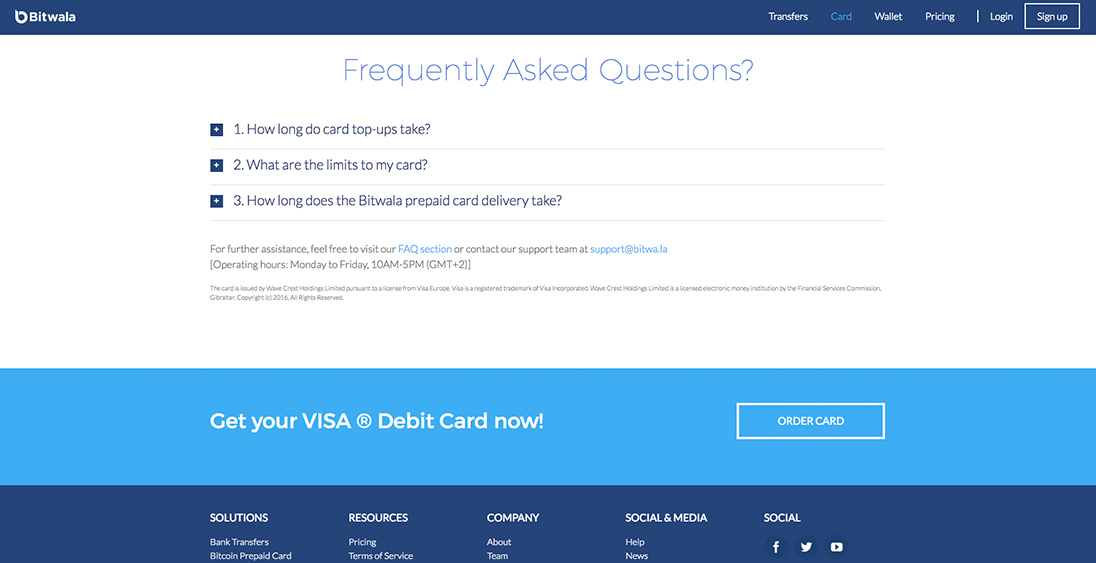 Bitwala
Transfers Card Wallet Pricing | Login Sign up
Frequently Asked Questions?
+ 1. How long do card top-ups take?
+ 2. What are the limits to my card?
+ 3. How long does the Bitwala prepaid card delivery take?
For further assistance, feel free to visit our FAQ section or contact our support team at support@bitwa.la
[Operating hours: Monday to Friday, 10AM-5PM (GMT+2)]
The card is issued by Wave Crest Holdings Limited pursuant to a license from Visa Europe. Visa is a registered trademark of Visa Incorporated. Wave Crest Holdings Limited is a licensed electronic money institution by the Financial Services Commission,
Gibraltar. Copyright (c) 2016, All Rights Reserved.
Get your VISA ® Debit Card now!
ORDER CARD
SOLUTIONS RESOURCES COMPANY SOCIAL & MEDIA SOCIAL
Bank Transfers Pricing About Help
Bitcoin Prepaid Card Terms of Service Team News